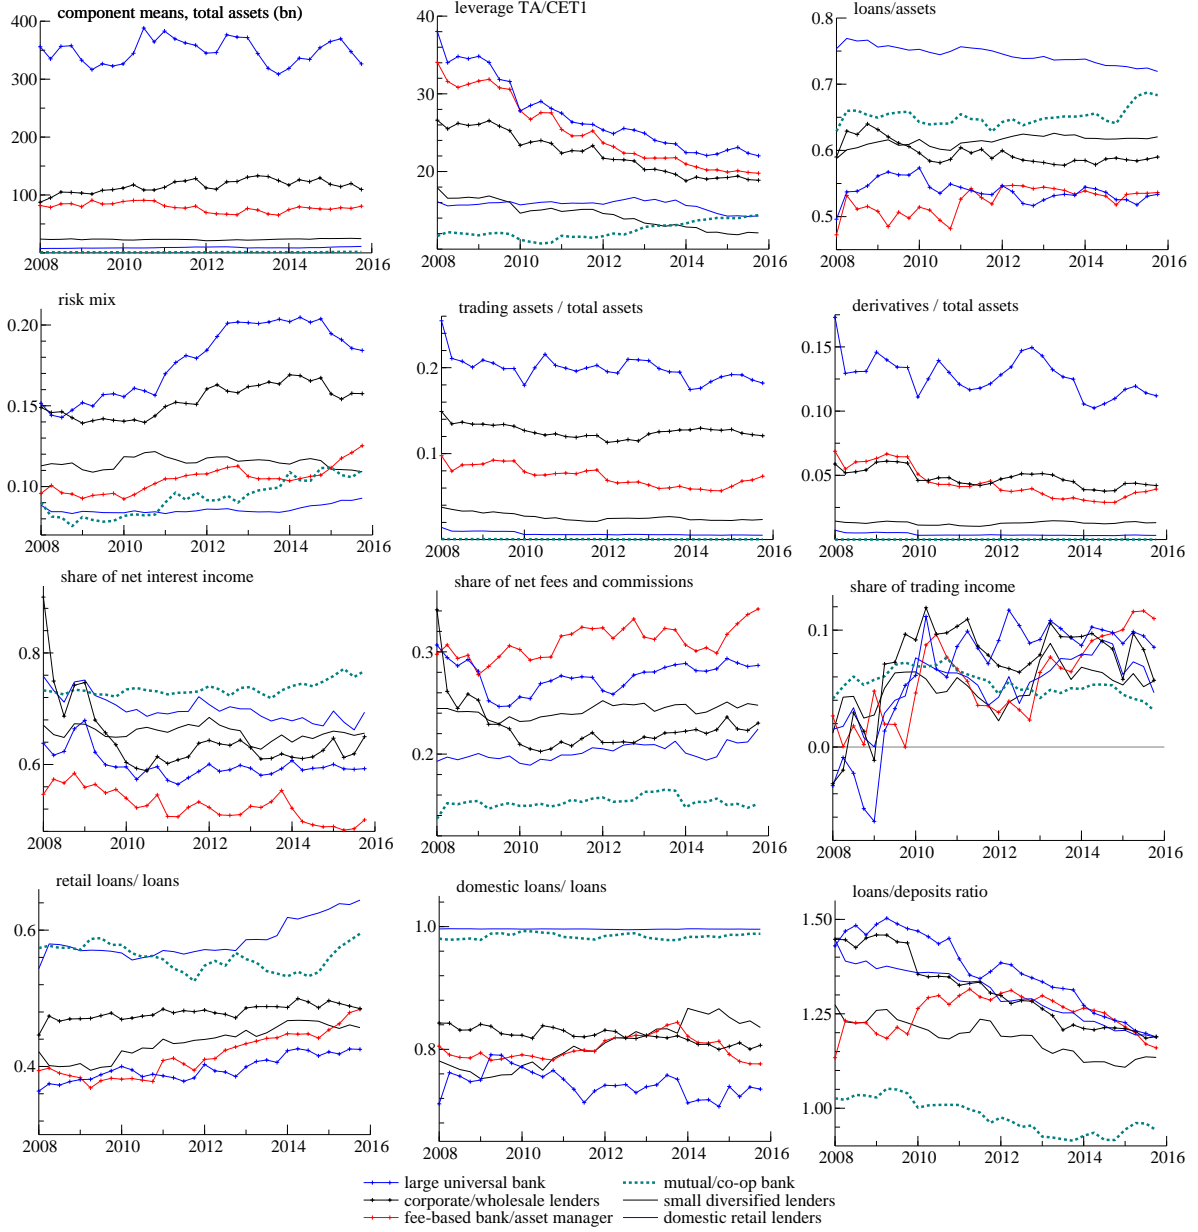 component means, total assets (bn)
400
300
200
100
2008 2010 2012 2014 2016
leverage TA/CET1
40
30
20
2008 2010 2012 2014 2016
loans/assets
0.8
0.7
0.6
0.5
2008 2010 2012 2014 2016
risk mix
0.20
0.15
0.10
2008 2010 2012 2014 2016
trading assets / total assets
0.2
0.1
2008 2010 2012 2014 2016
derivatives / total assets
0.15
0.10
0.05
2008 2010 2012 2014 2016
share of net interest income
0.8
0.6
2008 2010 2012 2014 2016
share of net fees and commissions
0.3
0.2
2008 2010 2012 2014 2016
share of trading income
0.1
0.0
2008 2010 2012 2014 2016
retail loans/ loans
0.6
0.4
2008 2010 2012 2014 2016
domestic loans/ loans
1.0
0.8
2008 2010 2012 2014 2016
loans/deposits ratio
1.50
1.25
1.00
2008 2010 2012 2014 2016
large universal bank
corporate/wholesale lenders
fee-based bank/asset manager
mutual/co-op bank
small diversified lenders
domestic retail lenders